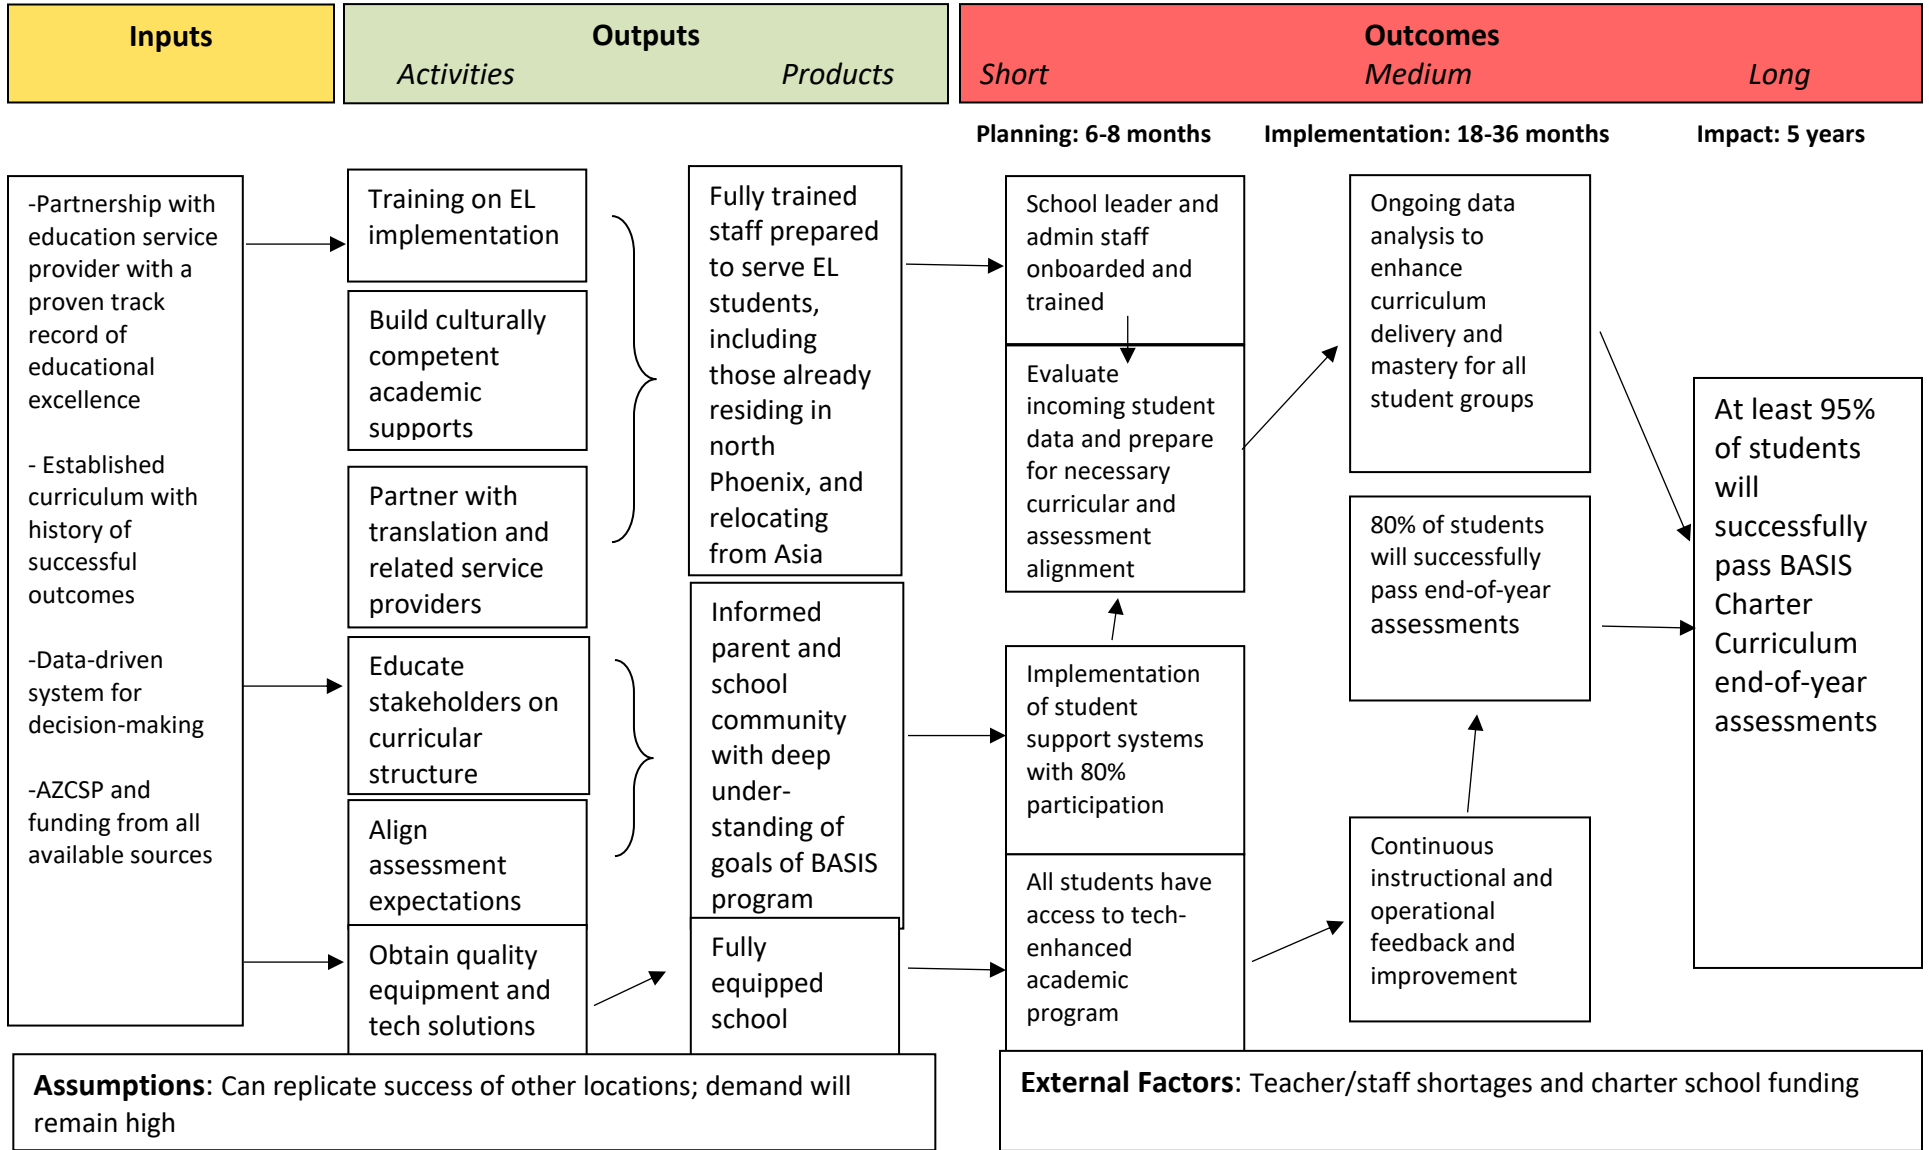 Inputs
Outputs
Activities
Products
Outcomes
Short
Medium
Long
Planning: 6-8 months
Implementation: 18-36 months
Impact: 5 years
-Partnership with
education service
provider with a
proven track
record of
educational
excellence
- Established
curriculum with
history of
successful
outcomes
-Data-driven
system for
decision-making
-AZCSP and
funding from all
available sources
Training on EL
implementation
Build culturally
competent
academic
supports
Partner with
translation and
related service
providers
Educate
stakeholders on
curricular
structure
Align
assessment
expectations
Obtain quality
equipment and
tech solutions
Fully trained
staff prepared
to serve EL
students,
including
those already
residing in
north
Phoenix, and
relocating
from Asia
Informed
parent and
school
community
with deep
under-
standing of
goals of BASIS
program
Fully
equipped
school
School leader and
admin staff
onboarded and
trained
Evaluate
incoming student
data and prepare
for necessary
curricular and
assessment
alignment
Implementation
of student
support systems
with 80%
participation
All students have
access to tech-
enhanced
academic
program
Ongoing data
analysis to
enhance
curriculum
delivery and
mastery for all
student groups
80% of students
will successfully
pass end-of-year
assessments
Continuous
instructional and
operational
feedback and
improvement
At least 95%
of students
will
successfully
pass BASIS
Charter
Curriculum
end-of-year
assessments
Assumptions: Can replicate success of other locations; demand will
remain high
External Factors: Teacher/staff shortages and charter school funding